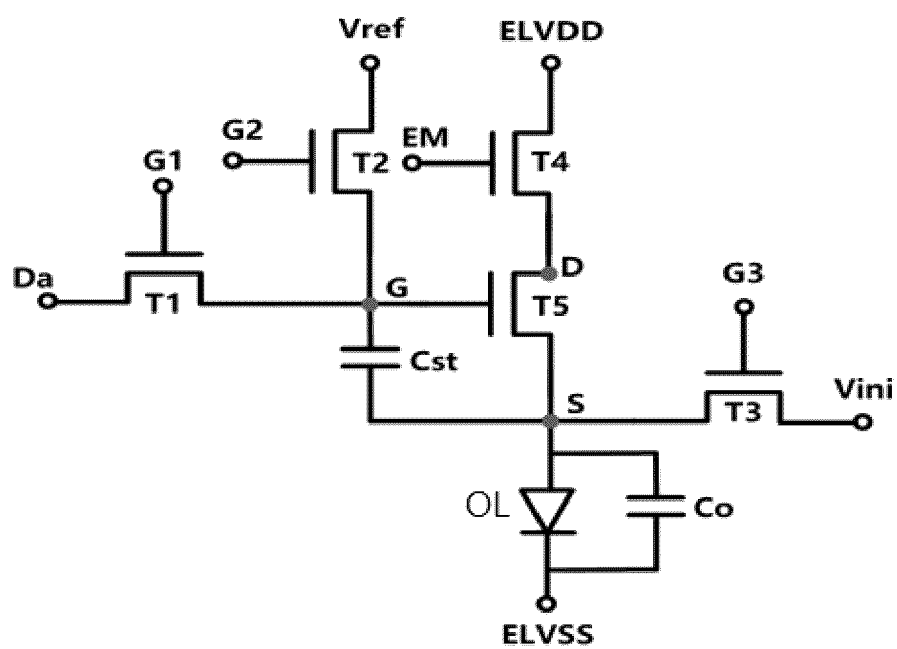 Vref
ELVDD
G2
EM
G1
T2
T4
Da
D
G3
G
T1
T5
Cst
Vini
S
T3
OL
Co
ELVSS